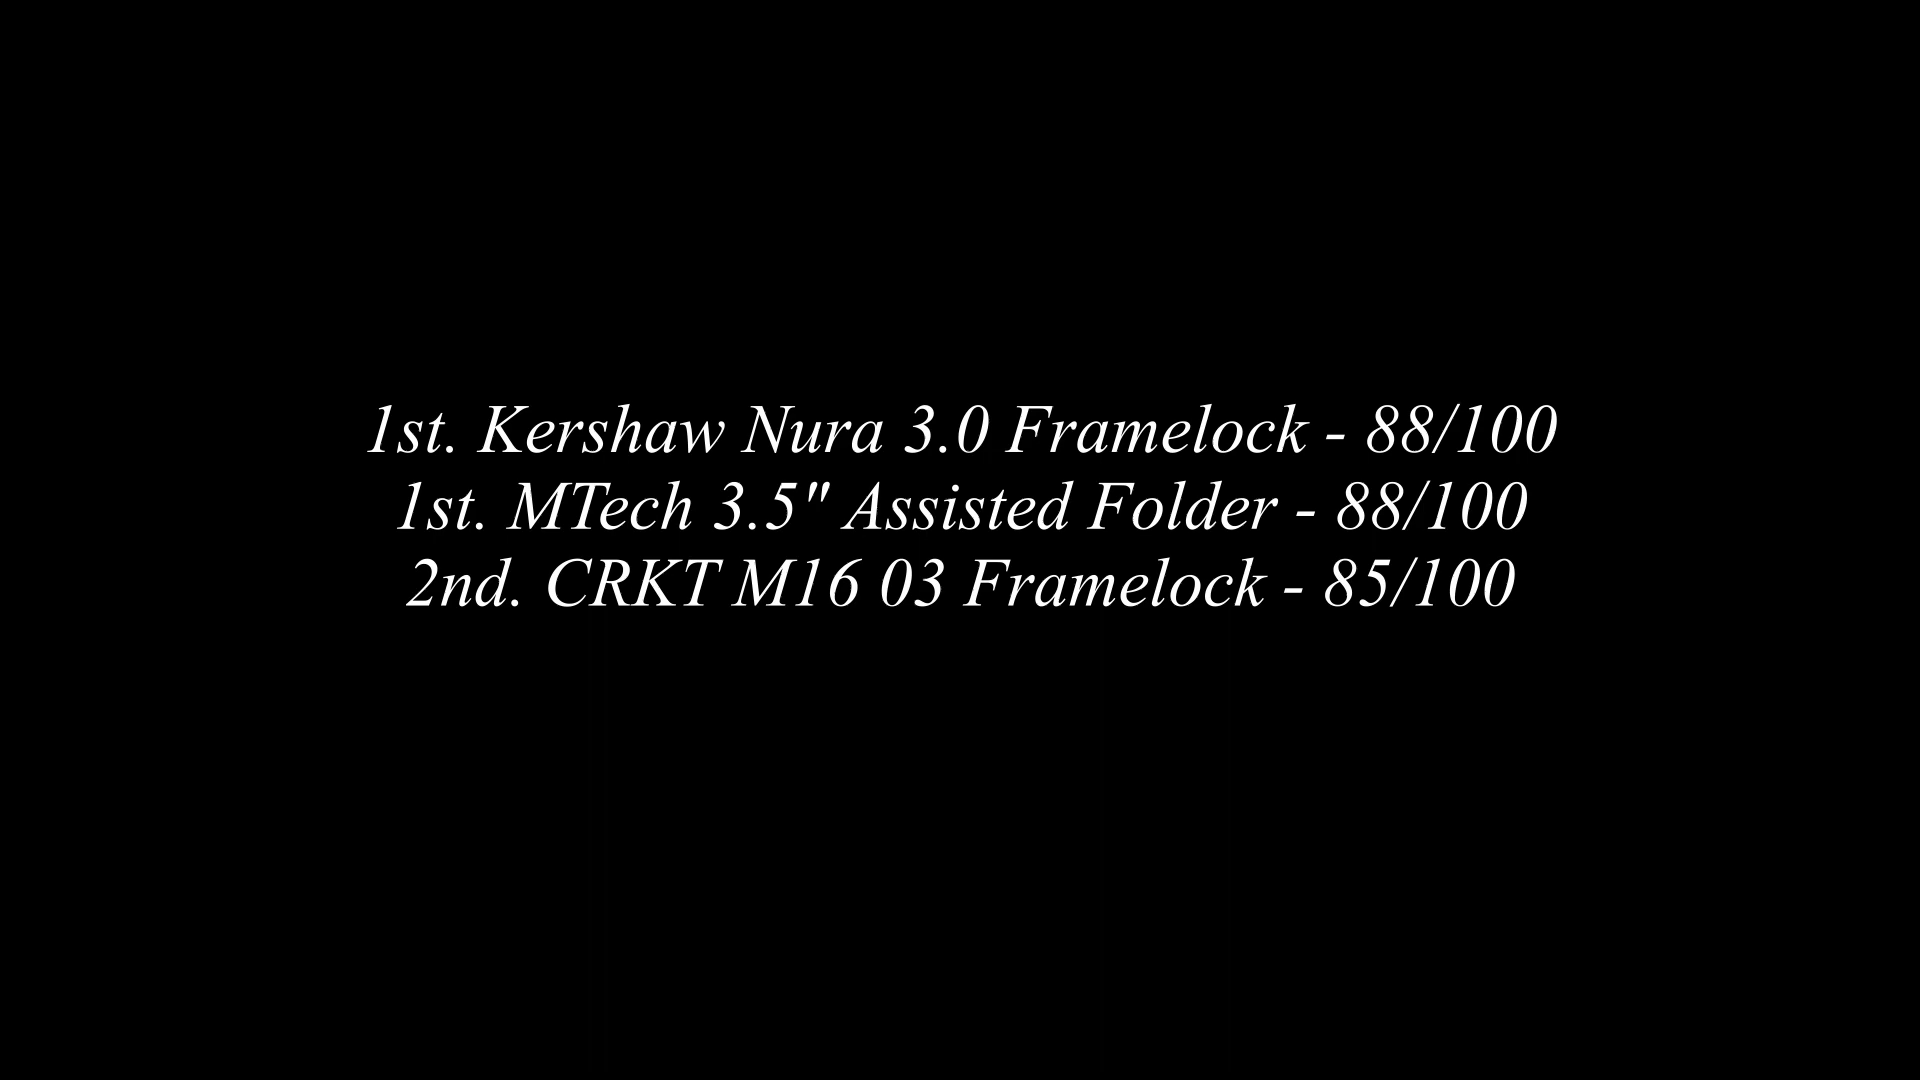 1st. Kershaw Nura 3.0 Framelock - 88/100
1st. MTech 3.5" Assisted Folder - 88/100
2nd. CRKT M16 03 Framelock - 85/100